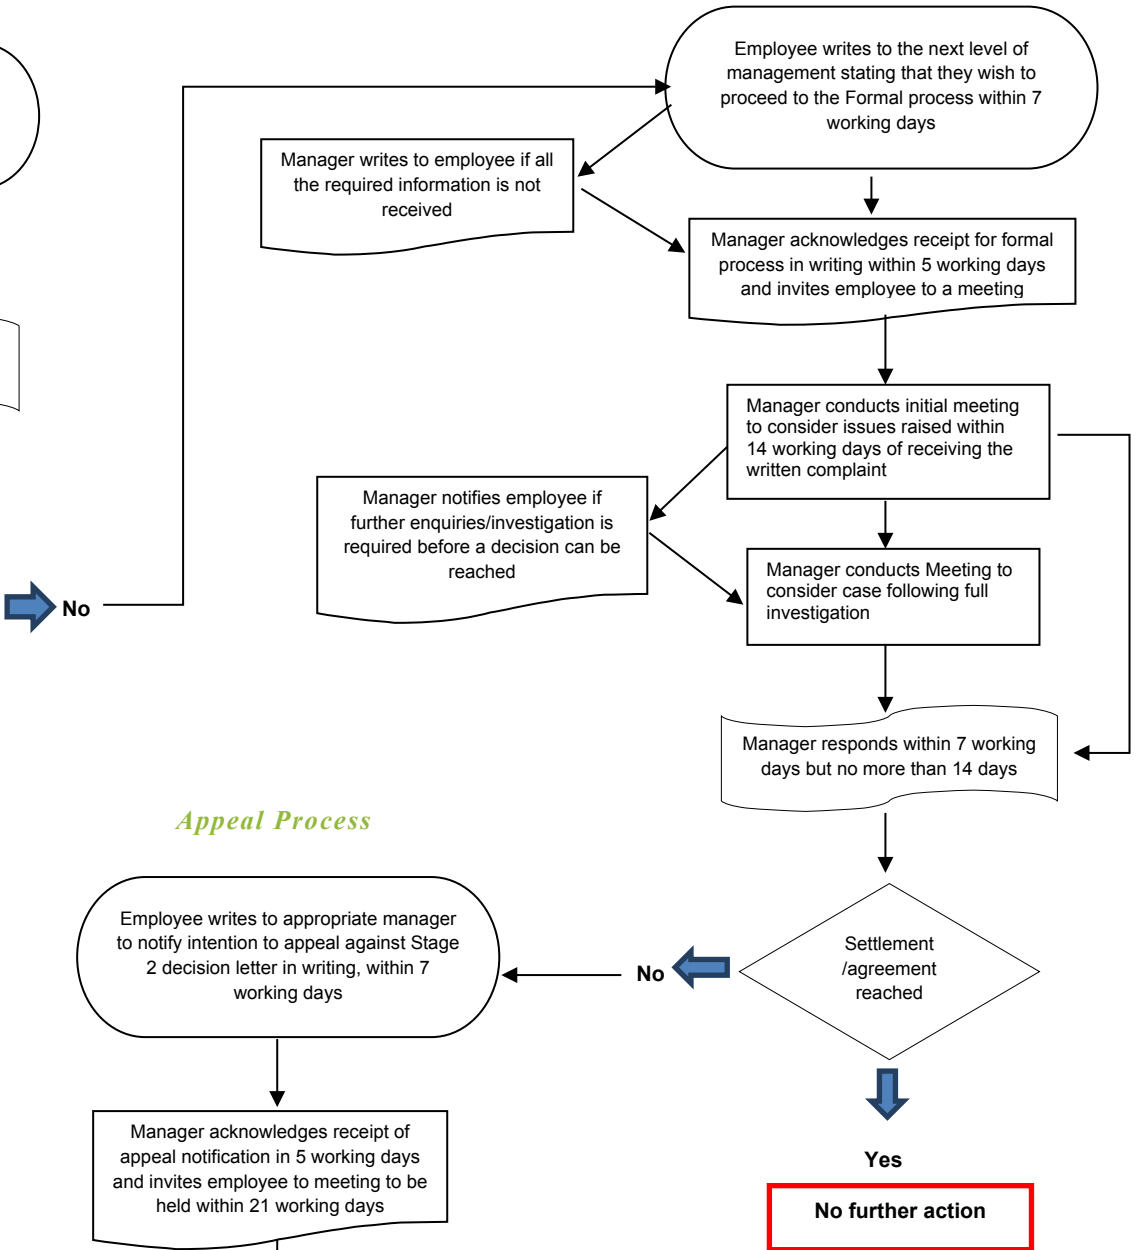 Employee writes to the next level of
management stating that they wish to
proceed to the Formal process within 7
working days
Manager writes to employee if all
the required information is not
received
Manager acknowledges receipt for formal
process in writing within 5 working days
and invites employee to a meeting
Manager conducts initial meeting
to consider issues raised within
14 working days of receiving the
written complaint
Manager notifies employee if
further enquiries/investigation is
required before a decision can be
reached
Manager conducts Meeting to
consider case following full
investigation
No
Manager responds within 7 working
days but no more than 14 days
Appeal Process
Employee writes to appropriate manager
to notify intention to appeal against Stage
2 decision letter in writing, within 7
working days
No
Settlement
/agreement
reached
Manager acknowledges receipt of
appeal notification in 5 working days
and invites employee to meeting to be
held within 21 working days
Yes
No further action